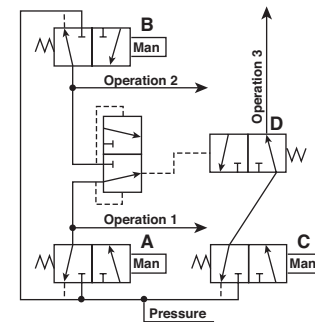 B
Man
Operation 3
Operation 2
D
Operation 1
A
Man
C
Man
Pressure